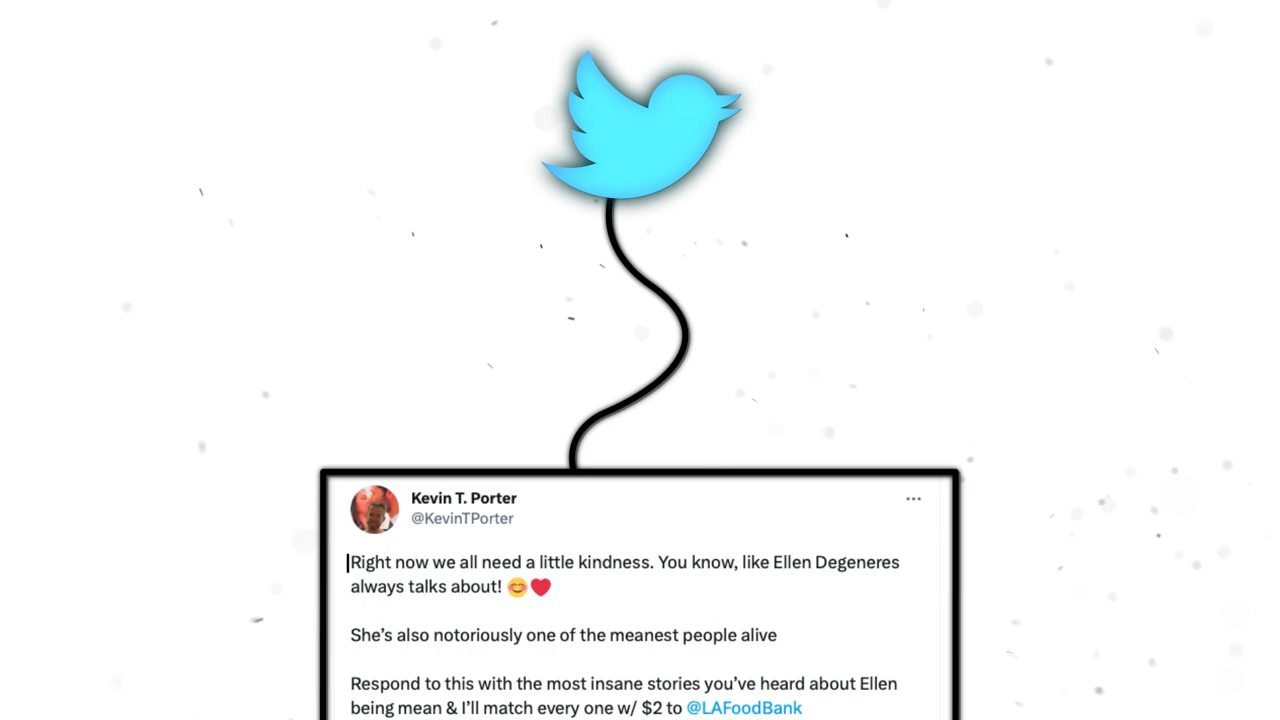 Kevin T. Porter
@KevinTPorter
Right now we all need a little kindness. You know, like Ellen Degeneres
always talks about! 😊❤️
She's also notoriously one of the meanest people alive
Respond to this with the most insane stories you've heard about Ellen
being mean & I'll match every one w/ $2 to @LAFoodBank